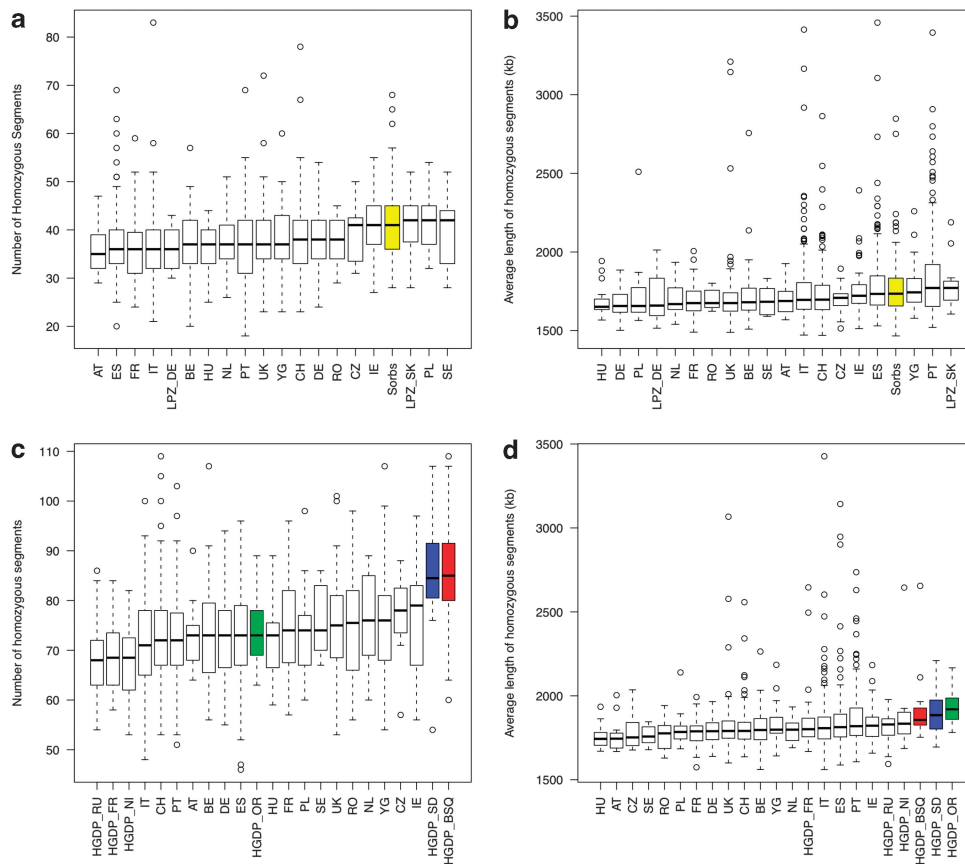 a
Number of Homozygous Segments
80
70
60
50
40
30
20
AT
ES
FR
IT
LPZ_DE
BE
HU
NL
PT
UK
YG
CH
DE
RO
CZ
IE
Sorbs
LPZ_SK
PL
SE
b
Average length of homozygous segments (kb)
3500
3000
2500
2000
1500
HU
DE
PL
LPZ_DE
NL
FR
RO
UK
BE
SE
AT
IT
CH
CZ
IE
ES
Sorbs
YG
PT
LPZ_SK
c
Number of homozygous segments
110
100
90
80
70
60
50
HGDP_RU
HGDP_FR
HGDP_NI
IT
CH
PT
AT
BE
DE
ES
HGDP_OR
HU
FR
PL
SE
UK
RO
NL
YG
CZ
IE
HGDP_SD
HGDP_BSQ
d
Average length of homozygous segments (kb)
3500
3000
2500
2000
1500
HU
AT
CZ
SE
RO
PL
FR
DE
UK
CH
BE
YG
NL
HGDP_FR
IT
ES
PT
IE
HGDP_RU
HGDP_NI
HGDP_BSQ
HGDP_SD
HGDP_OR